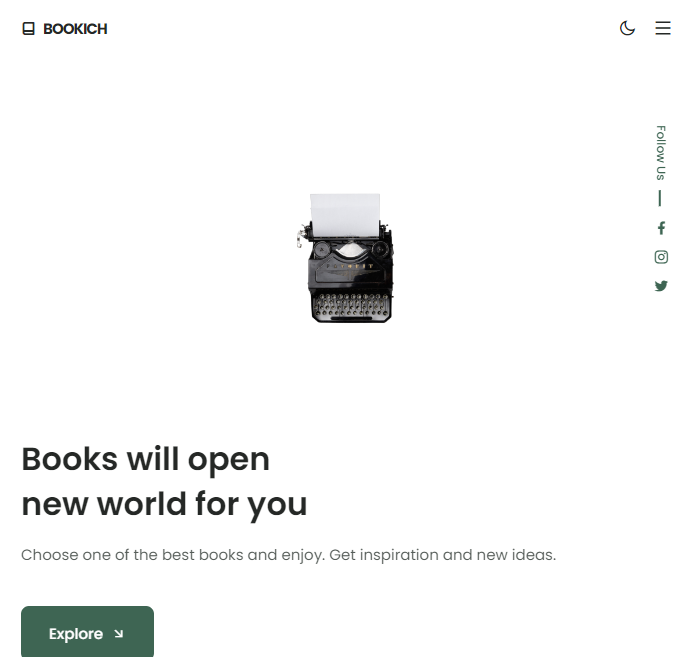 BOOKICH
Follow Us
Books will open
new world for you
Choose one of the best books and enjoy. Get inspiration and new ideas.
Explore